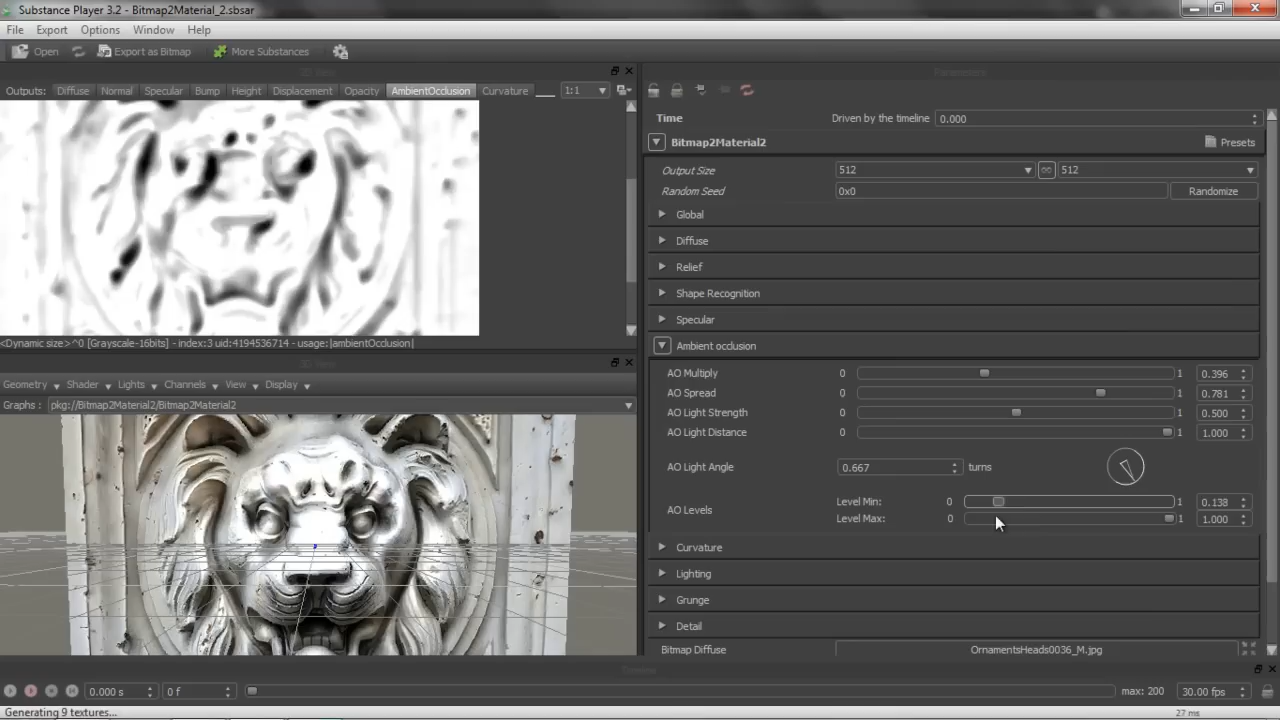 Substance Player 3.2 - Bitmap2Material_2.sbsar
File Export Options Window Help
Open Export as Bitmap More Substances
Parameters
Outputs: Diffuse Normal Specular Bump Height Displacement Opacity AmbientOcclusion Curvature 1:1
Time Driven by the timeline 0.000
Bitmap2Material2 Presets
Output Size 512 512
Random Seed 0x0 Randomize
Global
Diffuse
Relief
Shape Recognition
Specular
Ambient occlusion
AO Multiply 0 1 0.396
AO Spread 0 1 0.781
AO Light Strength 0 1 0.500
AO Light Distance 0 1 1.000
AO Light Angle 0.667 turns
AO Levels
Level Min: 0 1 0.138
Level Max: 0 1 1.000
Curvature
Lighting
Grunge
Detail
Bitmap Diffuse OrnamentsHeads0036_M.jpg
<Dynamic size>^0 [Grayscale-16bits] - index:3 uid:4194536714 - usage:|ambientOcclusion|
Geometry Shader Lights Channels View Display
Graphs : pkg://Bitmap2Material2/Bitmap2Material2
0.000 s 0 f max: 200 30.00 fps
Generating 9 textures... 27 ms